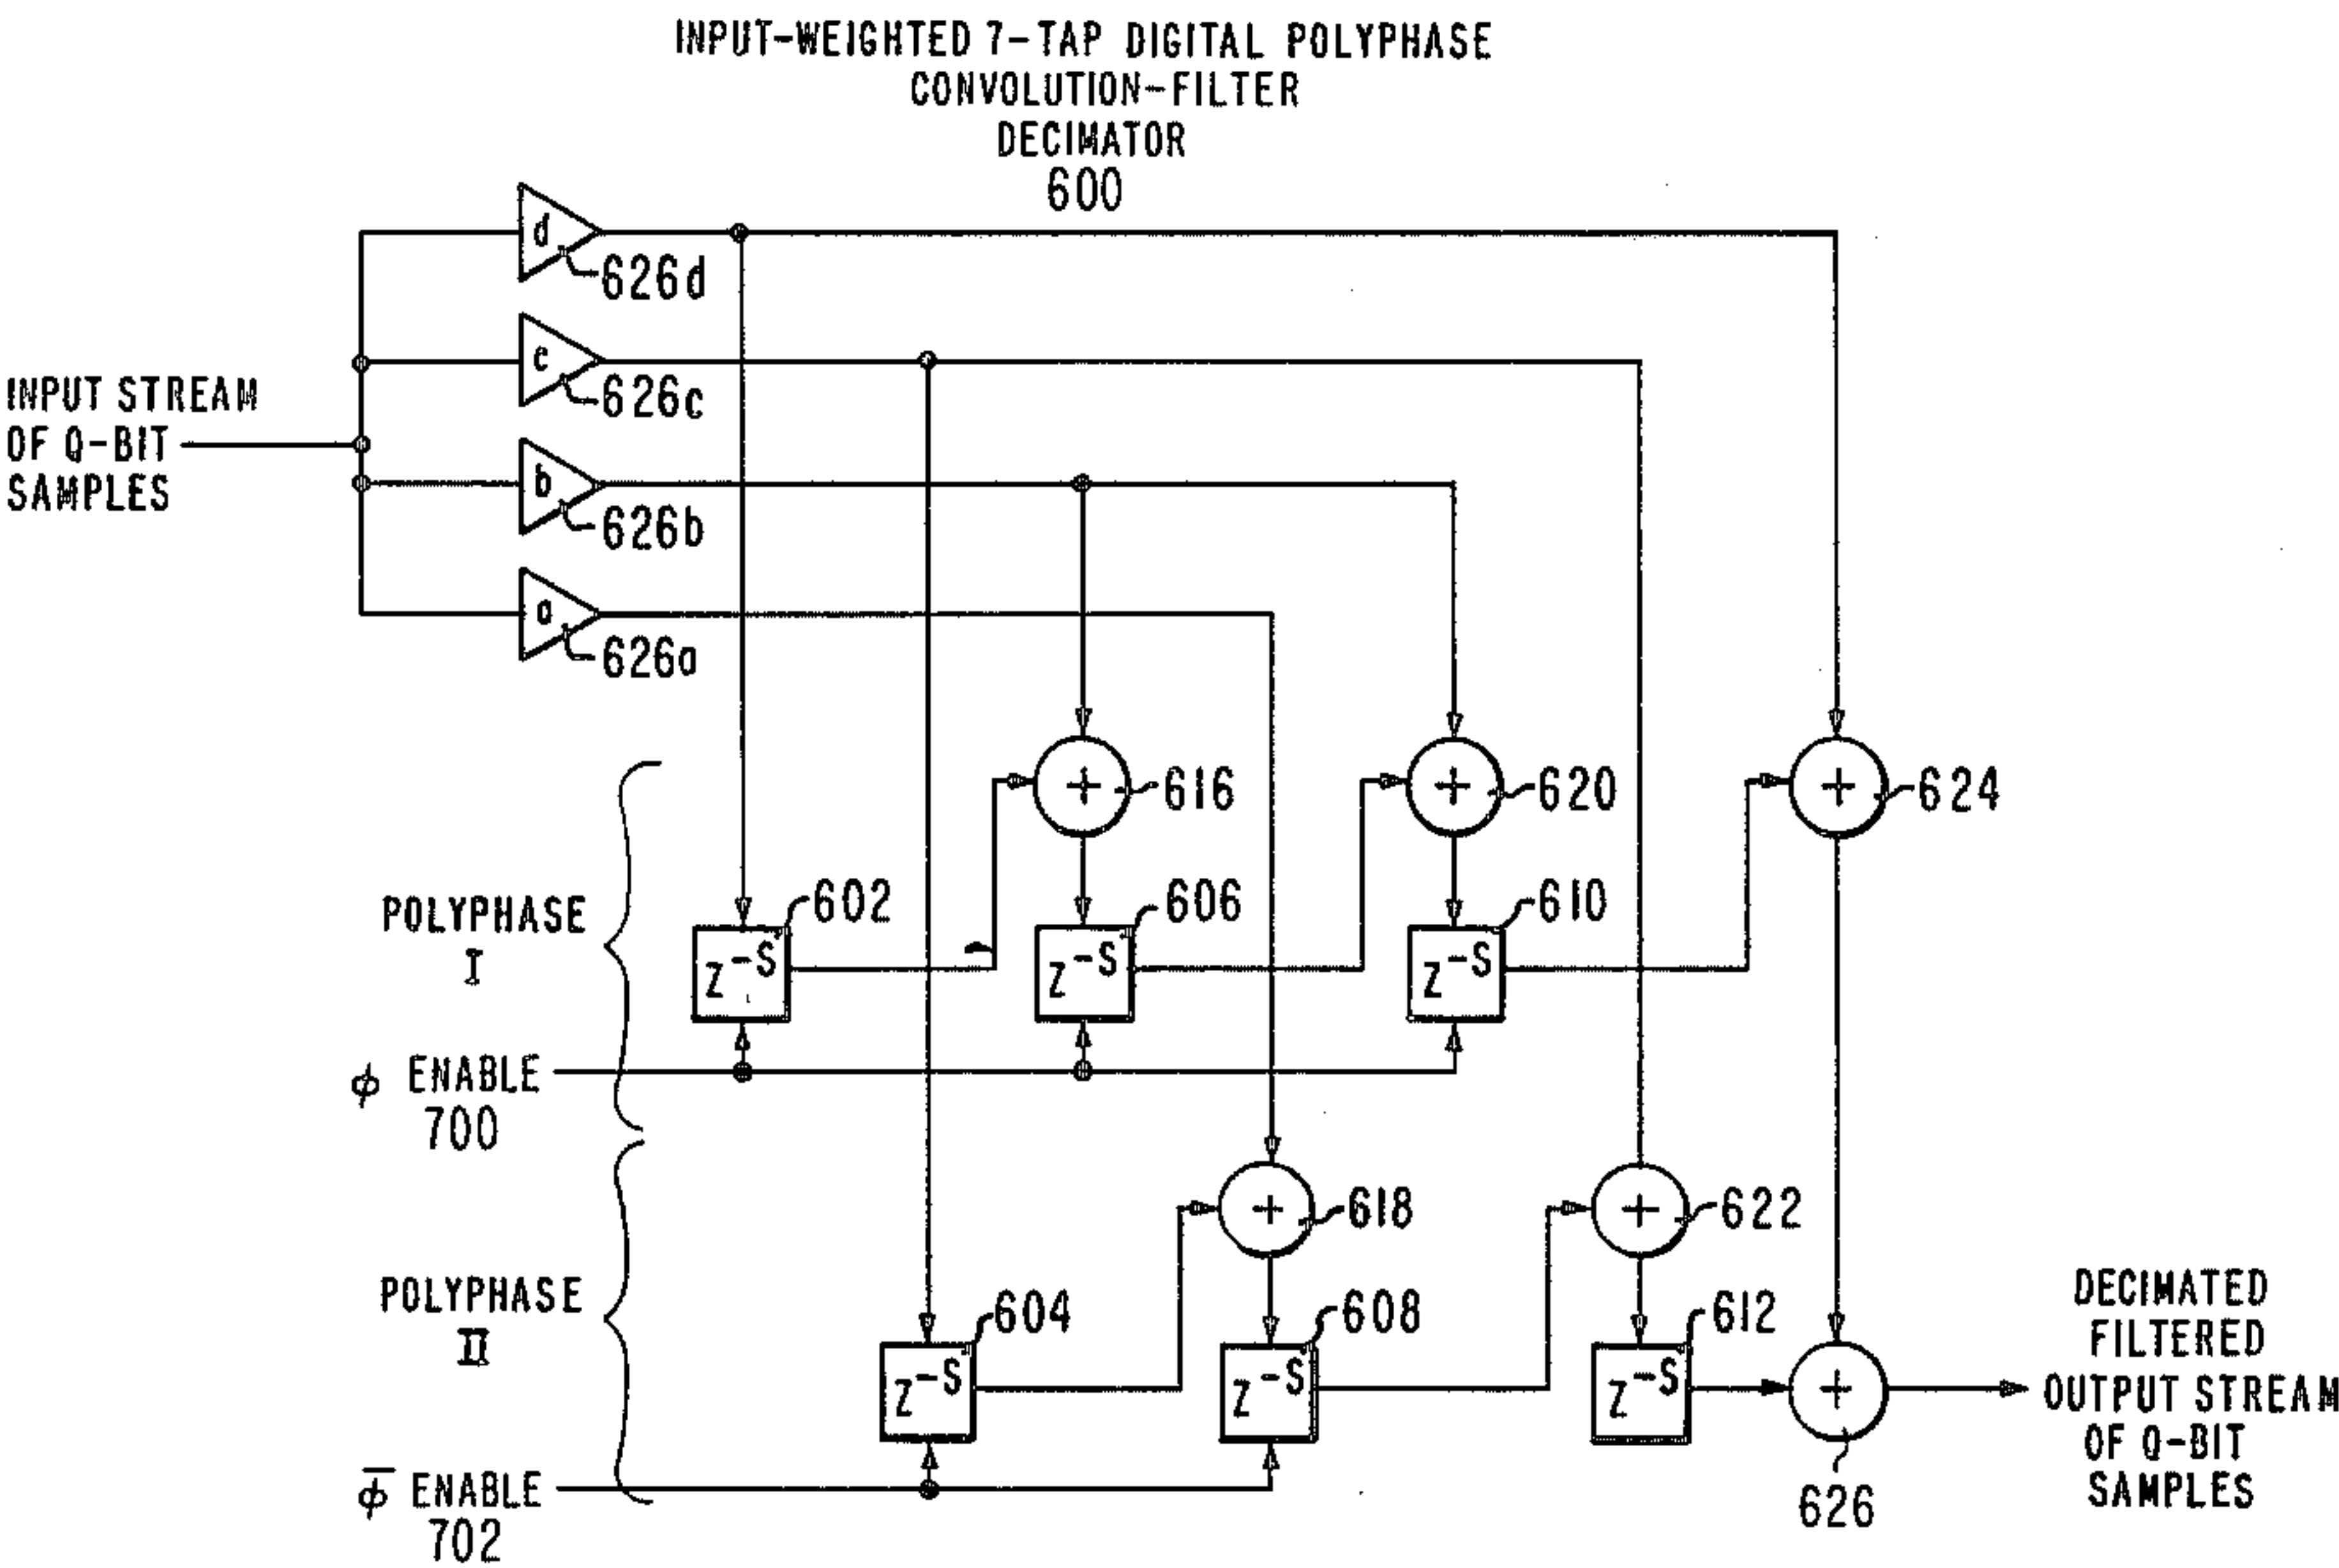 INPUT-WEIGHTED 7-TAP DIGITAL POLYPHASE
CONVOLUTION-FILTER
DECIMATOR
600
d
626d
c
626c
INPUT STREAM
OF Q-BIT
SAMPLES
b
626b
a
626a
+
616
+
620
+
624
POLYPHASE
I
Z-S
602
Z-S
606
Z-S
610
ϕ ENABLE
700
+
618
+
622
POLYPHASE
II
Z-S
604
Z-S
608
Z-S
612
+
626
DECIMATED
FILTERED
OUTPUT STREAM
OF Q-BIT
SAMPLES
ϕ̅ ENABLE
702